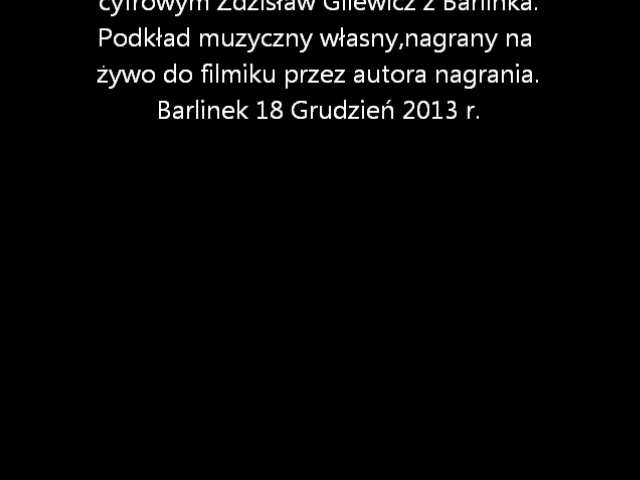 cyfrowym Zdzisław Gilewicz z Barlinka.
Podkład muzyczny własny,nagrany na
żywo do filmiku przez autora nagrania.
Barlinek 18 Grudzień 2013 r.